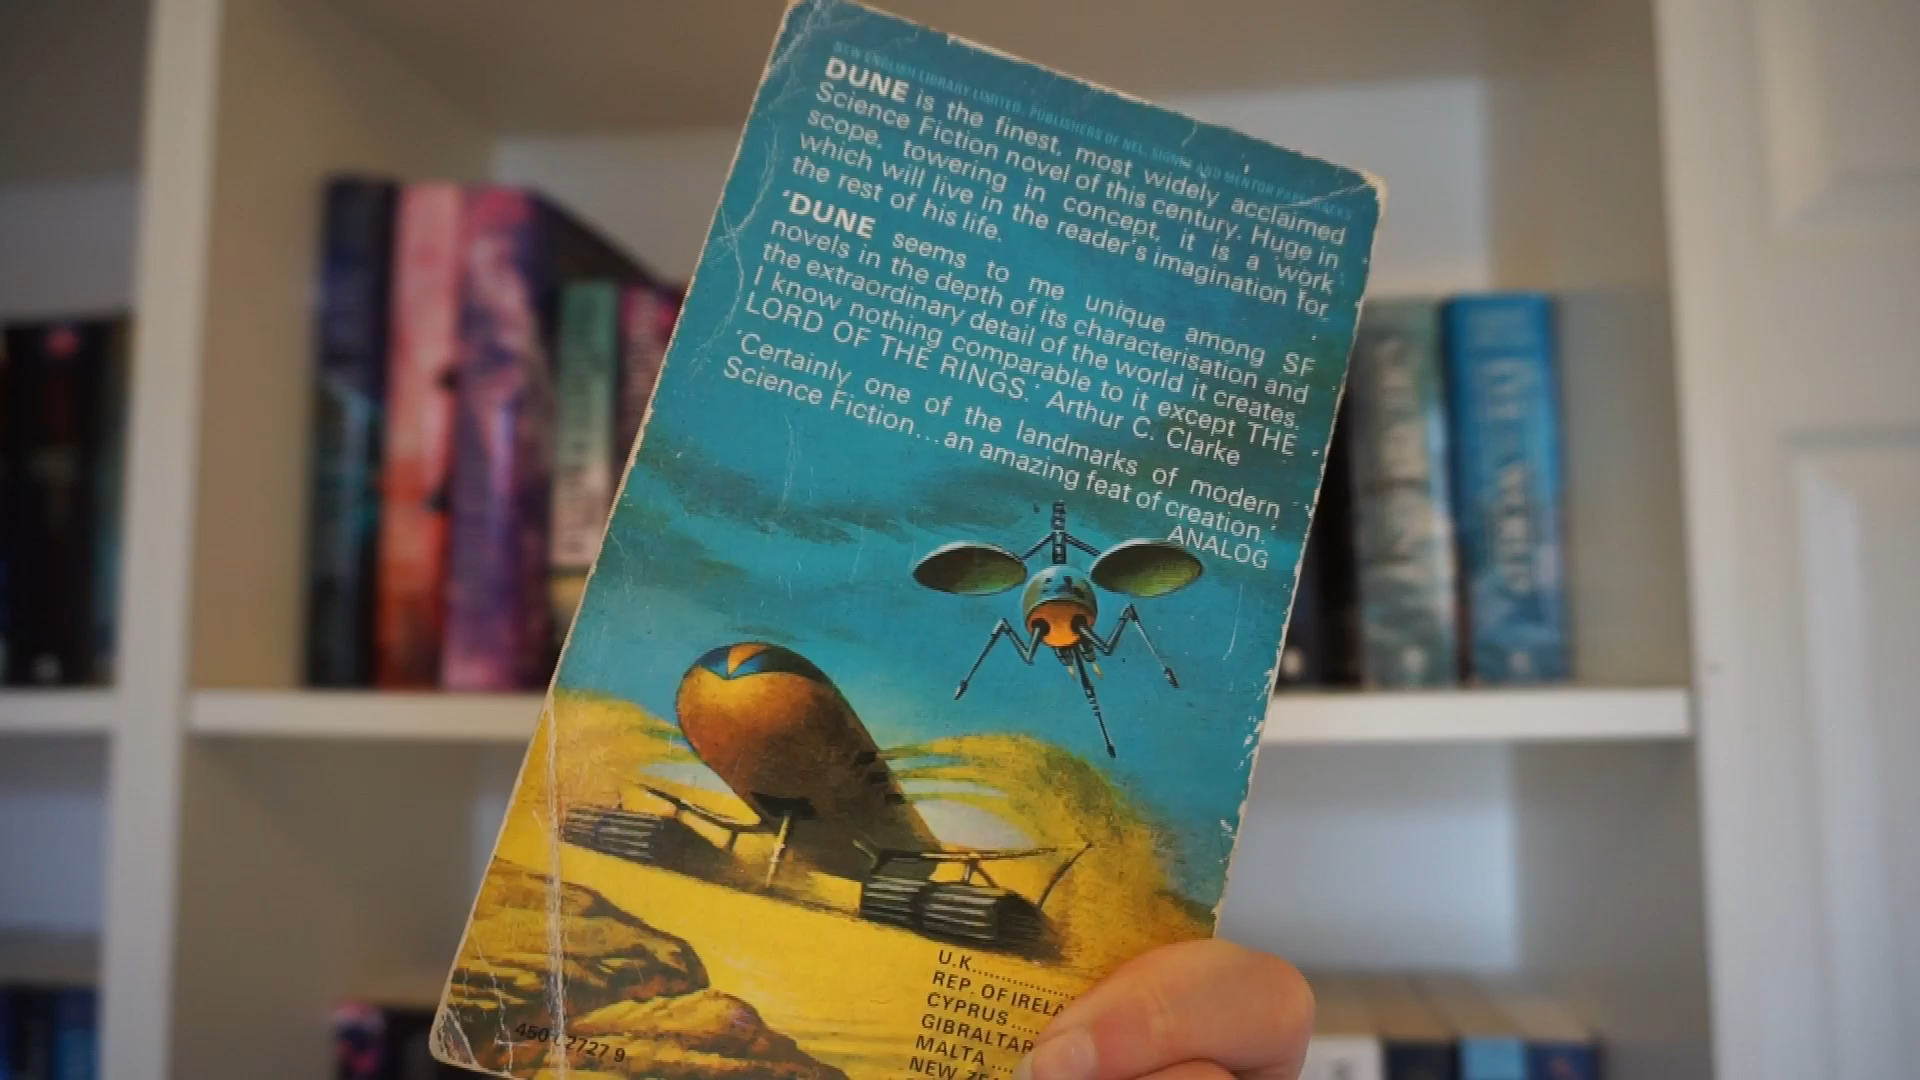 NEW ENGLISH LIBRARY LIMITED, PUBLISHERS OF NEL, SIGNET AND MENTOR PAPERBACKS
DUNE is the finest, most widely acclaimed
Science Fiction novel of this century. Huge in
scope, towering in concept, it is a work
which will live in the reader's imagination for
the rest of his life.
'DUNE seems to me unique among SF
novels in the depth of its characterisation and
the extraordinary detail of the world it creates.
I know nothing comparable to it except THE
LORD OF THE RINGS.' Arthur C. Clarke
'Certainly one of the landmarks of modern
Science Fiction...an amazing feat of creation.'
ANALOG
U.K..............
REP. OF IRELA
CYPRUS.....
GIBRALTAR
MALTA ....
NEW ZEA
450 02727 9